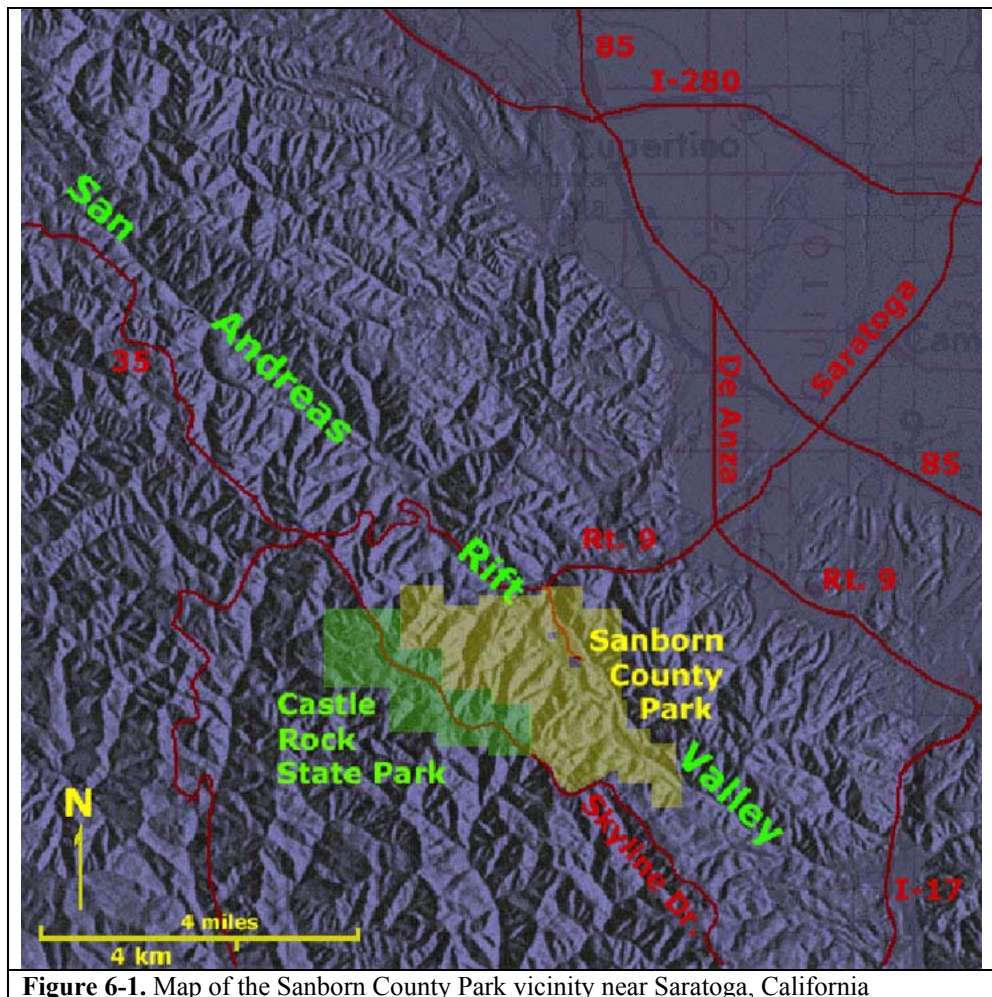 85
I-280
Cupertino
San
Andreas
35
85
Saratoga
De Anza
85
Rt. 9
Rift
Rt. 9
Sanborn
County
Park
Castle
Rock
State Park
Valley
Skyline Dr.
N
I-17
4 miles
4 km
Figure 6-1. Map of the Sanborn County Park vicinity near Saratoga, California